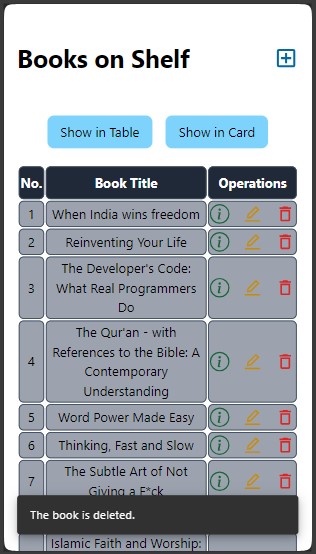 Books on Shelf
Show in Table
Show in Card
No.
Book Title
Operations
1
When India wins freedom
2
Reinventing Your Life
3
The Developer's Code:
What Real Programmers
Do
4
The Qur'an - with
References to the Bible: A
Contemporary
Understanding
5
Word Power Made Easy
6
Thinking, Fast and Slow
7
The Subtle Art of Not
Giving a F*ck
The book is deleted.
Islamic Faith and Worship: